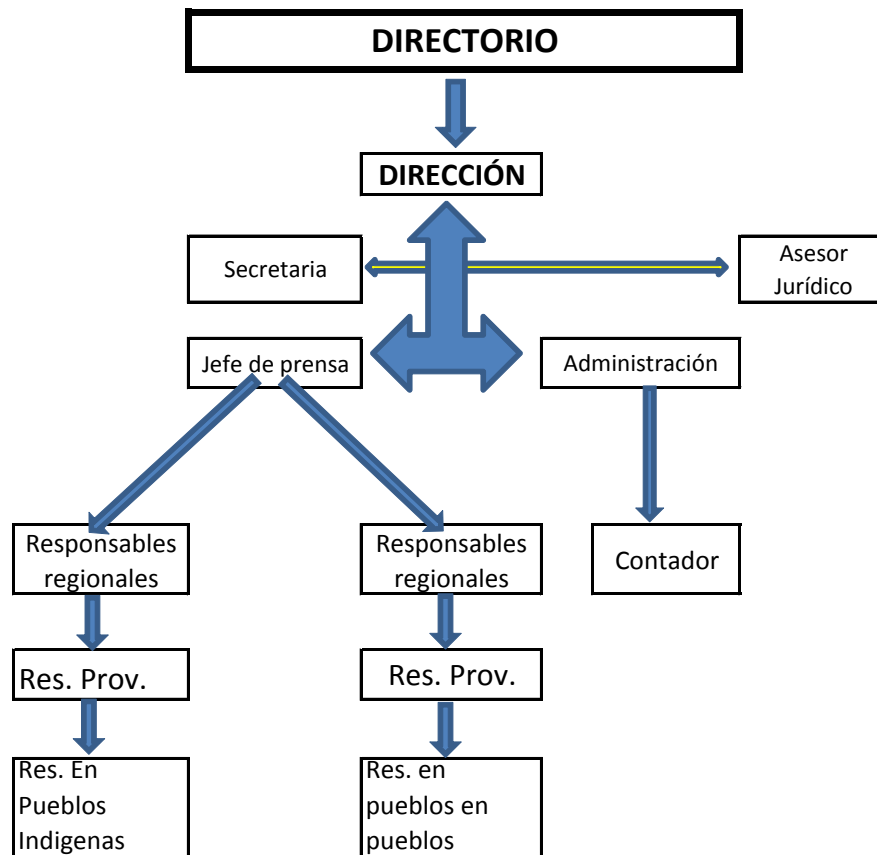 DIRECTORIO
DIRECCIÓN
Secretaria
Asesor
Jurídico
Jefe de prensa
Administración
Responsables
regionales
Responsables
regionales
Contador
Res. Prov.
Res. Prov.
Res. En
Pueblos
Indigenas
Res. en
pueblos en
pueblos